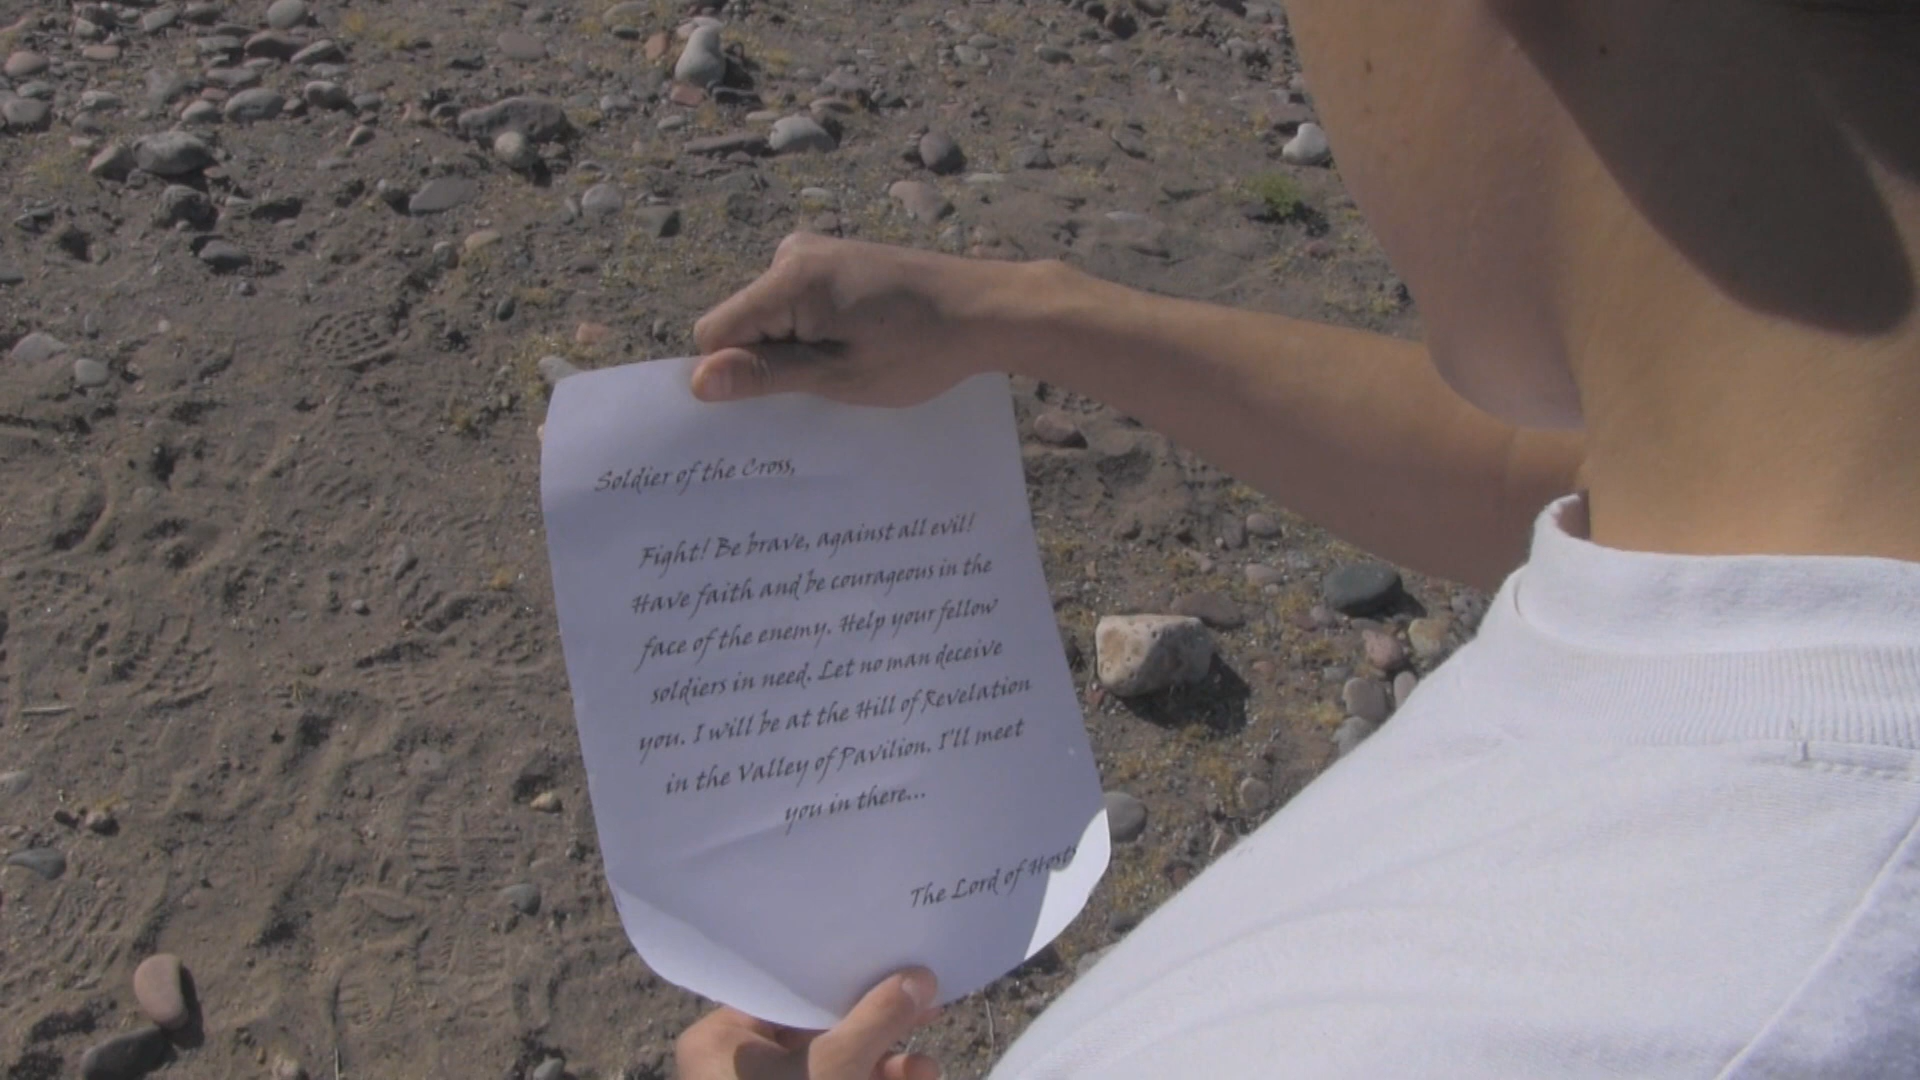 Soldier of the Cross,
Fight! Be brave, against all evil!
Have faith and be courageous in the
face of the enemy. Help your fellow
soldiers in need. Let no man deceive
you. I will be at the Hill of Revelation
in the Valley of Pavilion. I'll meet
you in there...
The Lord of Hosts